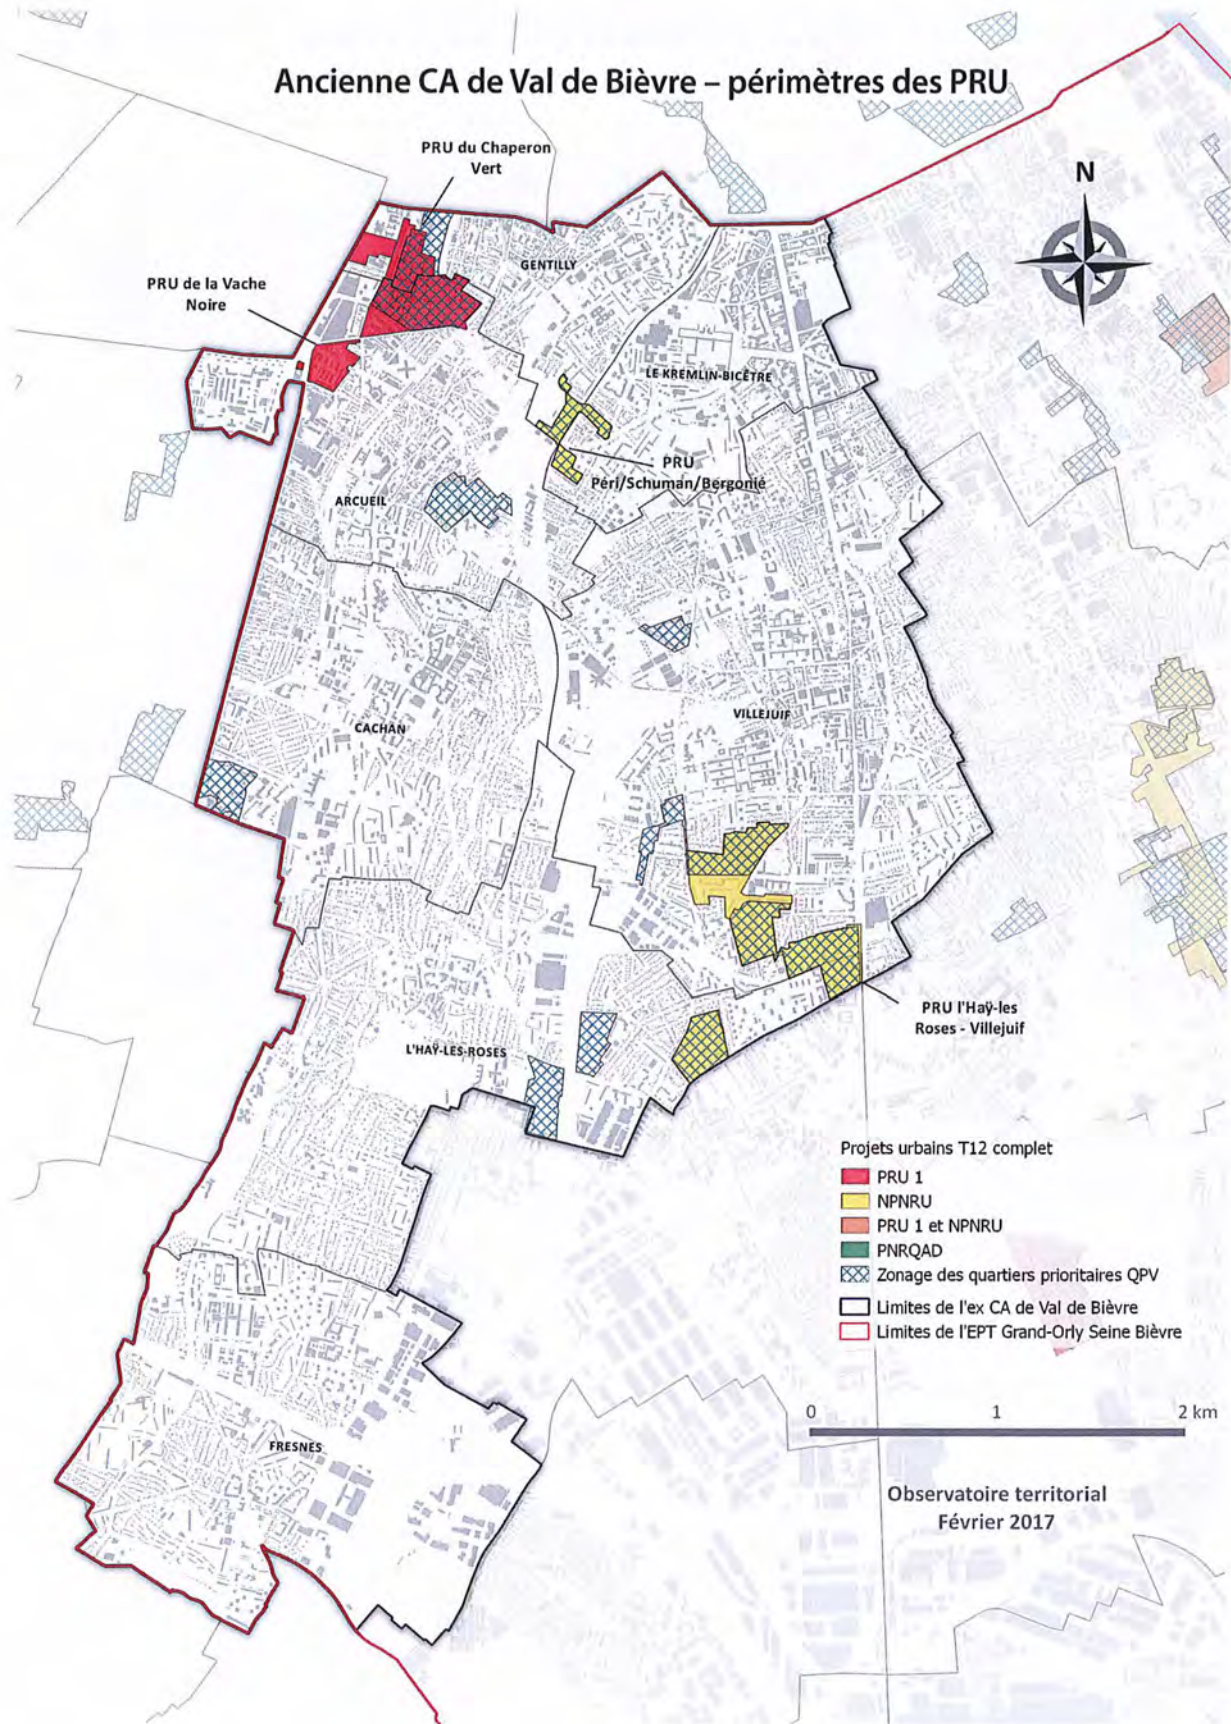 Ancienne CA de Val de Bièvre – périmètres des PRU
PRU du Chaperon
Vert
N
GENTILLY
PRU de la Vache
Noire
LE KREMLIN-BICÊTRE
PRU
Péri/Schuman/Bergonié
ARCUEIL
CACHAN
VILLEJUIF
PRU l'Haÿ-les
Roses - Villejuif
L'HAŸ-LES-ROSES
Projets urbains T12 complet
PRU 1
NPNRU
PRU 1 et NPNRU
PNRQAD
Zonage des quartiers prioritaires QPV
Limites de l'ex CA de Val de Bièvre
Limites de l'EPT Grand-Orly Seine Bièvre
0 1 2 km
FRESNES
Observatoire territorial
Février 2017